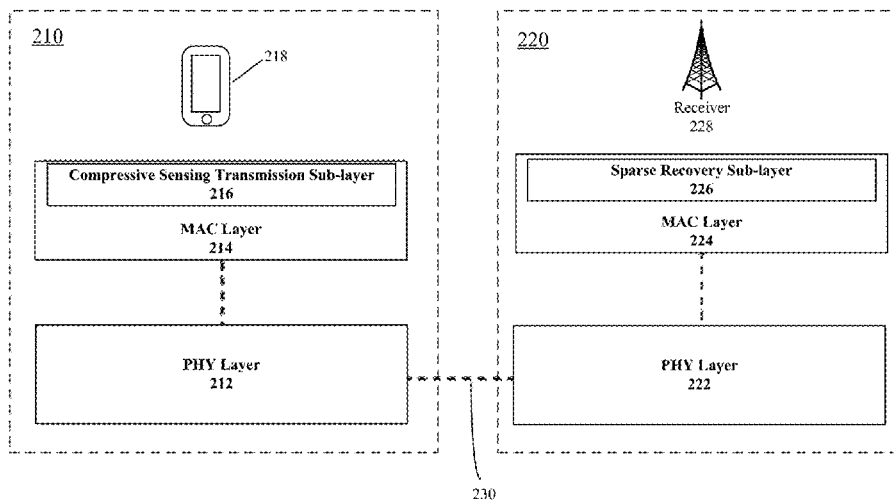 210
218
Compressive Sensing Transmission Sub-layer
216
MAC Layer
214
PHY Layer
212
220
Receiver
228
Sparse Recovery Sub-layer
226
MAC Layer
224
PHY Layer
222
230